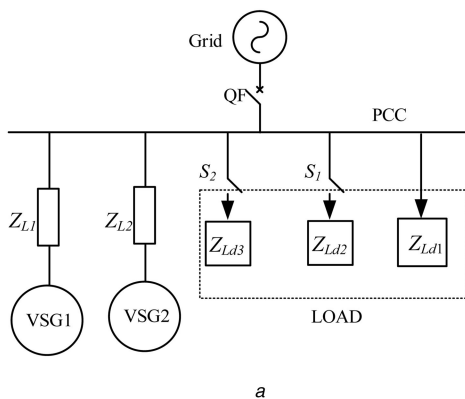 Grid
QF
PCC
S2
S1
ZL1
ZL2
ZLd3
ZLd2
ZLd1
VSG1
VSG2
LOAD
a